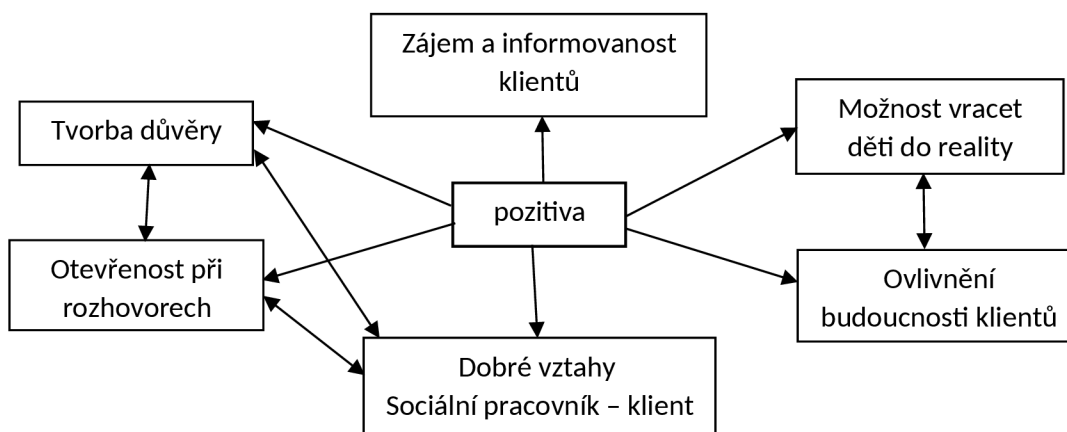 Zájem a informovanost
klientů
Tvorba důvěry
Možnost vracet
děti do reality
pozitiva
Otevřenost při
rozhovorech
Ovlivnění
budoucnosti klientů
Dobré vztahy
Sociální pracovník – klient